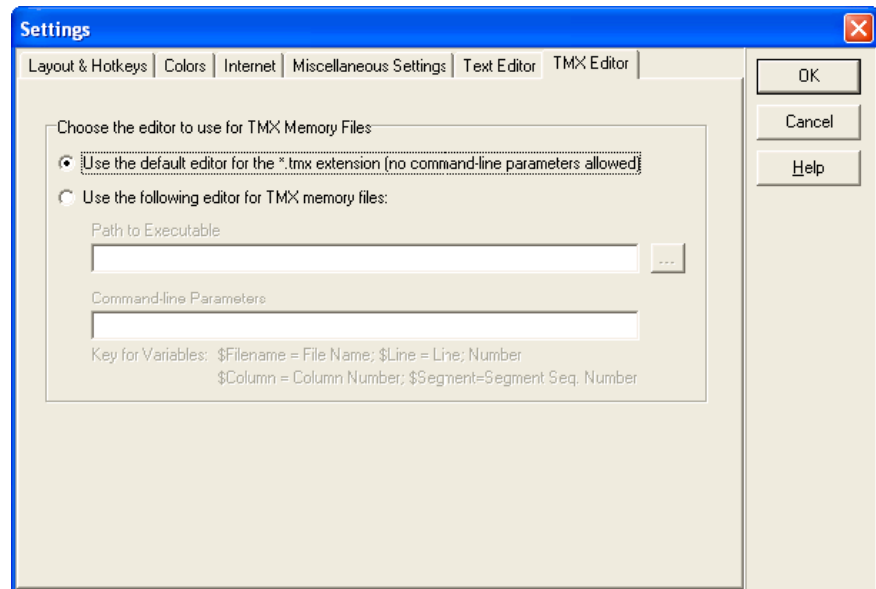 Settings
Layout & Hotkeys Colors Internet Miscellaneous Settings Text Editor TMX Editor
OK
Cancel
Help
Choose the editor to use for TMX Memory Files
Use the default editor for the *.tmx extension (no command-line parameters allowed)
Use the following editor for TMX memory files:
Path to Executable
...
Command-line Parameters
Key for Variables: $Filename = File Name; $Line = Line; Number
$Column = Column Number; $Segment=Segment Seq. Number